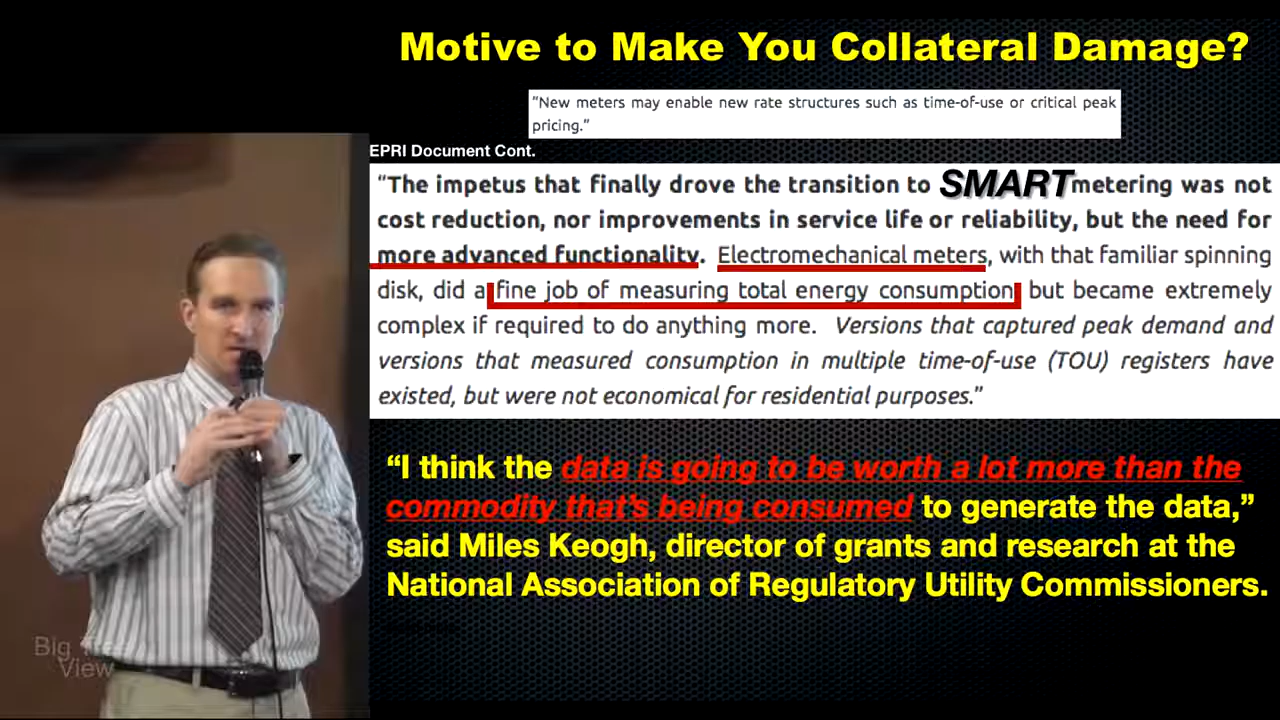 Motive to Make You Collateral Damage?
“New meters may enable new rate structures such as time-of-use or critical peak
pricing.”
EPRI Document Cont.
“The impetus that finally drove the transition to SMART metering was not
cost reduction, nor improvements in service life or reliability, but the need for
more advanced functionality. Electromechanical meters, with that familiar spinning
disk, did a fine job of measuring total energy consumption, but became extremely
complex if required to do anything more. Versions that captured peak demand and
versions that measured consumption in multiple time-of-use (TOU) registers have
existed, but were not economical for residential purposes.”
“I think the data is going to be worth a lot more than the
commodity that’s being consumed to generate the data,”
said Miles Keogh, director of grants and research at the
National Association of Regulatory Utility Commissioners.
Big Tree
View